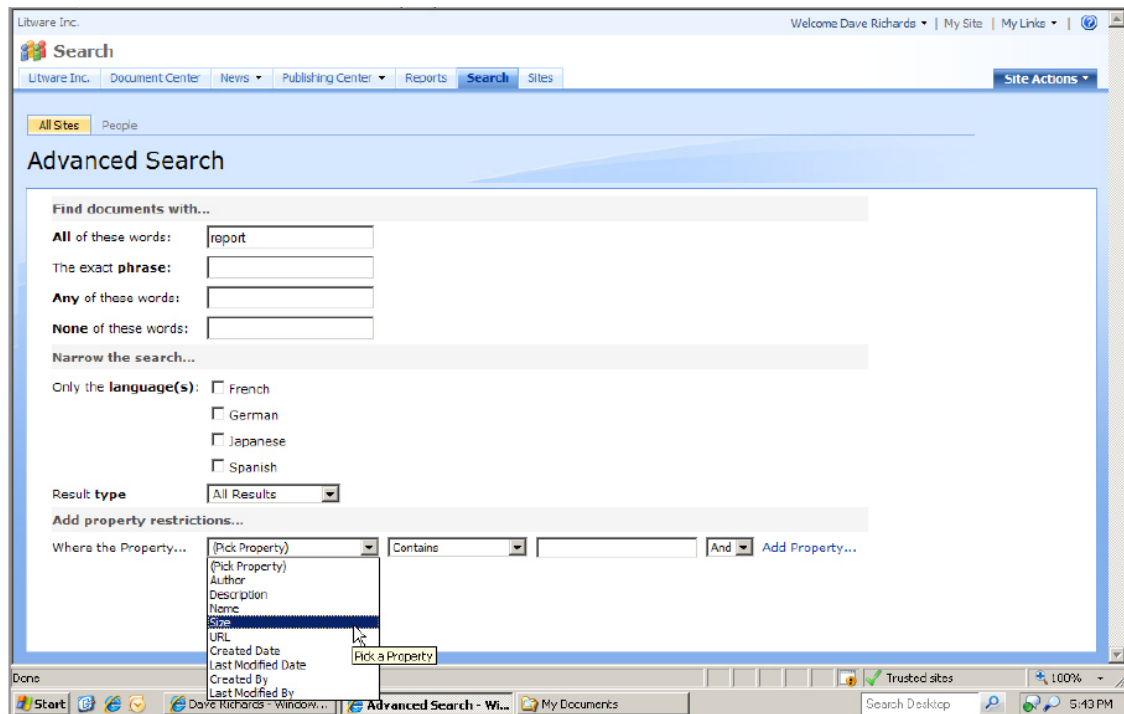 Litware Inc.
Welcome Dave Richards | My Site | My Links |
Search
Litware Inc. Document Center News Publishing Center Reports Search Sites Site Actions
All Sites People
Advanced Search
Find documents with...
All of these words: report
The exact phrase:
Any of these words:
None of these words:
Narrow the search...
Only the language(s): French
German
Japanese
Spanish
Result type All Results
Add property restrictions...
Where the Property... (Pick Property) Contains And Add Property...
(Pick Property)
Author
Description
Name
Size
URL
Created Date
Pick a Property
Last Modified Date
Created By
Last Modified By
Done Trusted sites 100%
Start Dave Richards - Window... Advanced Search - Wi... My Documents Search Desktop 5:43 PM